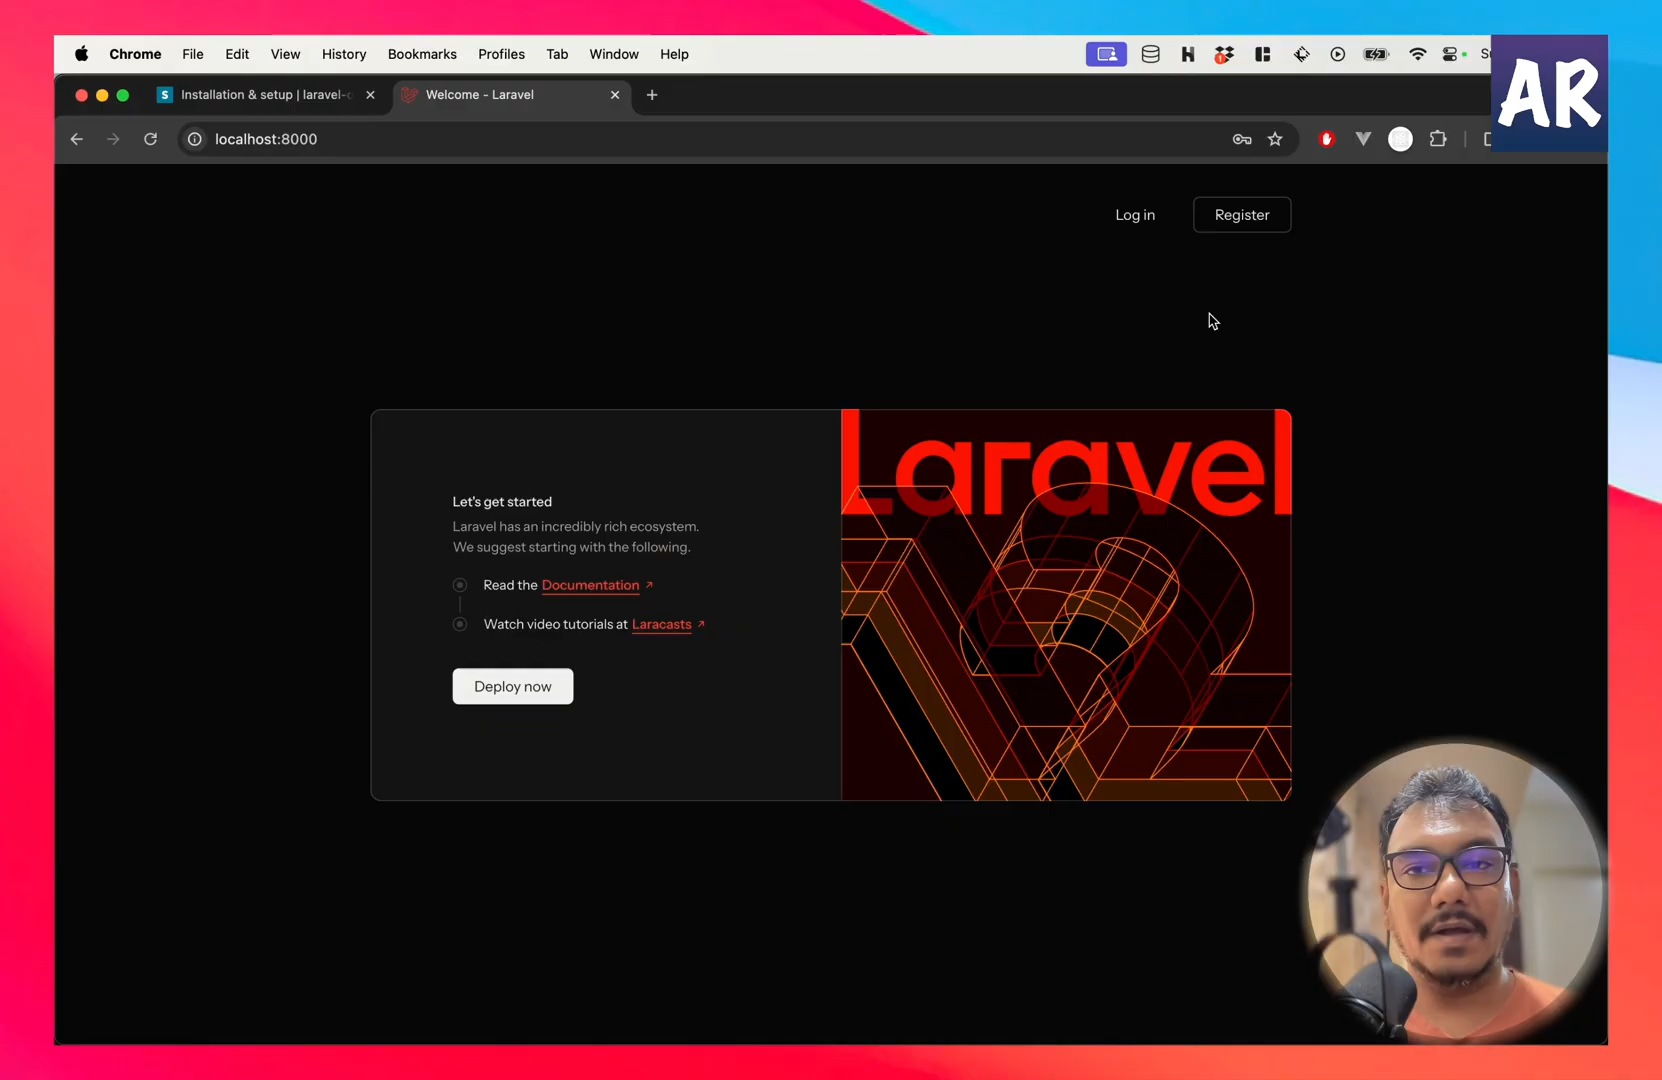 Chrome File Edit View History Bookmarks Profiles Tab Window Help
AR
S Installation & setup | laravel- Welcome - Laravel
localhost:8000
Log in Register
Laravel
Let's get started
Laravel has an incredibly rich ecosystem.
We suggest starting with the following.
Read the Documentation
Watch video tutorials at Laracasts
Deploy now